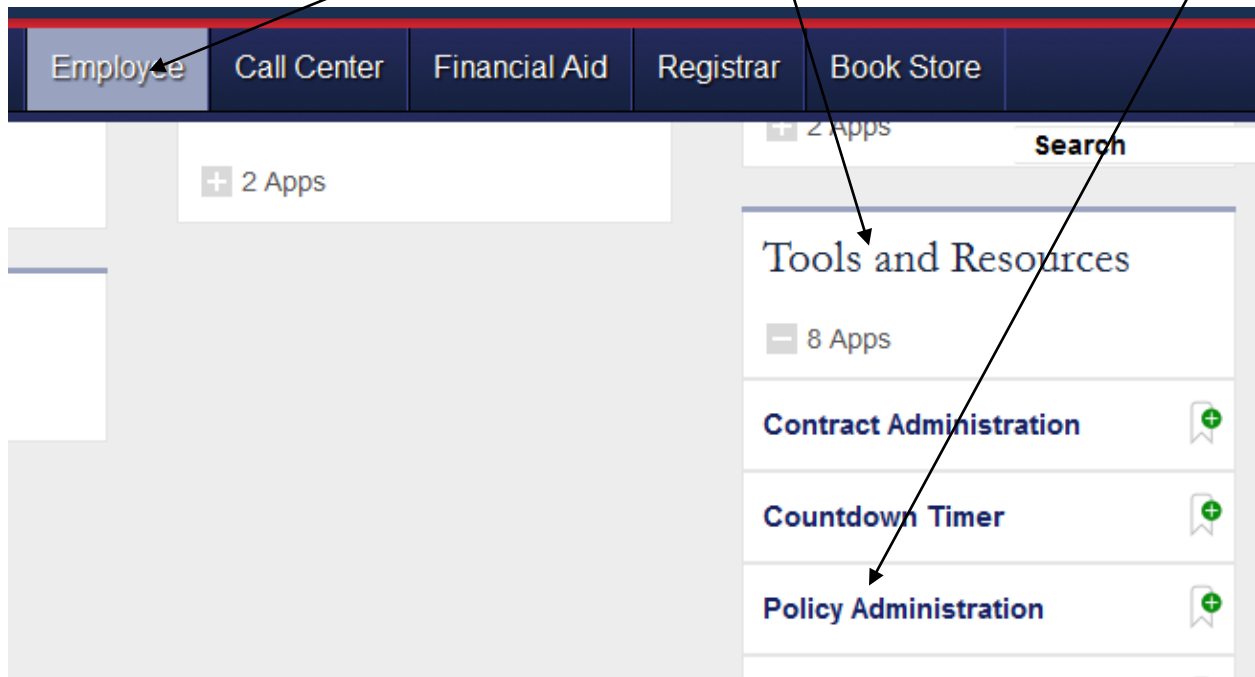 Employee Call Center Financial Aid Registrar Book Store
2 Apps
Search
2 Apps
Tools and Resources
8 Apps
Contract Administration
Countdown Timer
Policy Administration